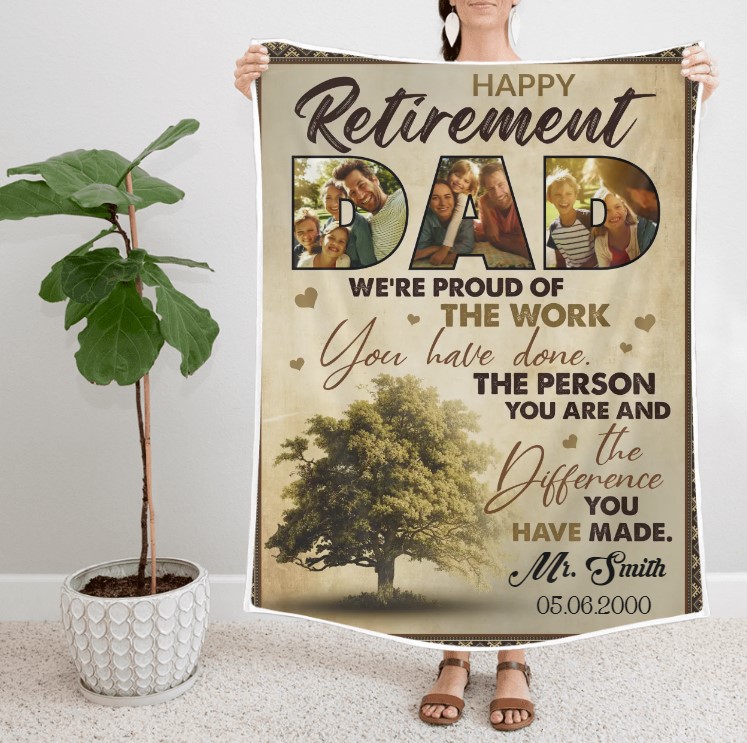 HAPPY
Retirement
DAD
WE'RE PROUD OF
THE WORK
You have done.
THE PERSON
YOU ARE AND
the
Difference
YOU
HAVE MADE.
Mr. Smith
05.06.2000